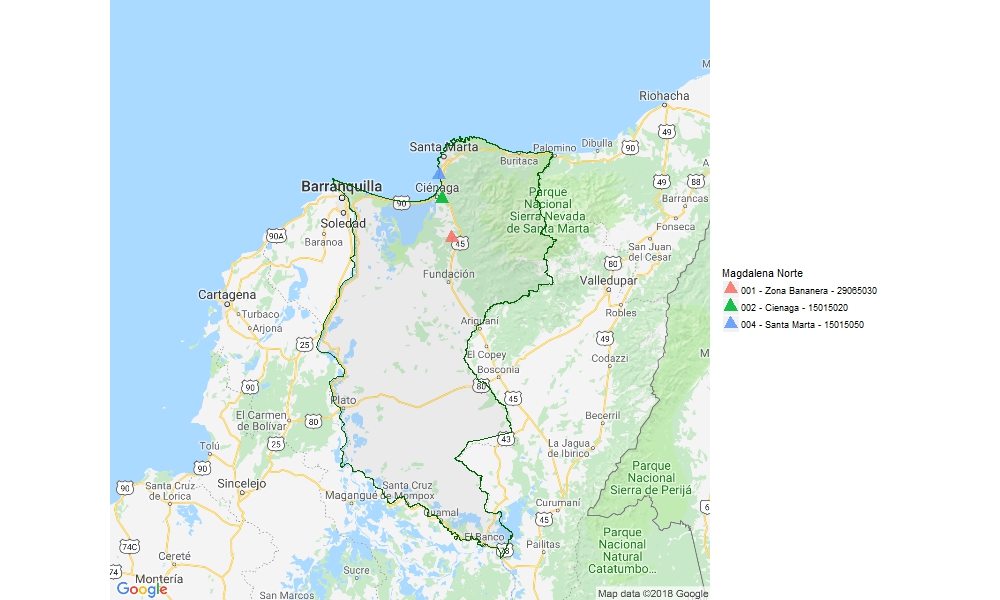 M
Riohacha
49
Santa Marta
Palomino
Dibulla
90
Buritaca
A
Barranquilla
Ciénaga
49
88
90
Parque
Nacional
Sierra Nevada
de Santa Marta
Barrancas
Soledad
Fonseca
90A
Baranoa
45
San Juan
del Cesar
80
Fundación
Valledupar
Magdalena Norte
001 - Zona Bananera - 29065030
002 - Cienaga - 15015020
004 - Santa Marta - 15015050
Cartagena
Turbaco
Arjona
Robles
Ariguaní
25
49
El Copey
Codazzi
M
Bosconia
90
80
45
Plato
El Carmen
de Bolívar
80
Becerril
25
43
Tolú
La Jagua
de Ibirico
90
Parque
Nacional
Sierra de Perijá
90
Santa Cruz
de Lorica
Sincelejo
Santa Cruz
de Mompox
Magangué
Curumaní
6
Guamal
45
74C
El Banco
Pailitas
Parque
Nacional
Natural
Catatumbo...
Cereté
74
Sucre
Montería
Google
San Marcos
Map data ©2018 Google